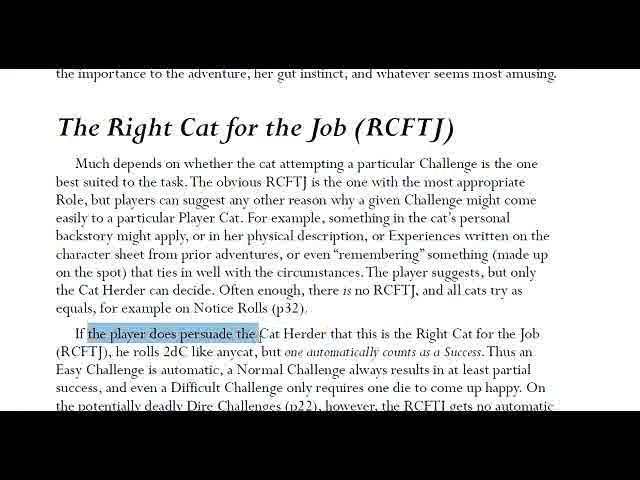 the importance to the adventure, her gut instinct, and whatever seems most amusing.
The Right Cat for the Job (RCFTJ)
Much depends on whether the cat attempting a particular Challenge is the one
best suited to the task. The obvious RCFTJ is the one with the most appropriate
Role, but players can suggest any other reason why a given Challenge might come
easily to a particular Player Cat. For example, something in the cat's personal
backstory might apply, or in her physical description, or Experiences written on the
character sheet from prior adventures, or even “remembering” something (made up
on the spot) that ties in well with the circumstances. The player suggests, but only
the Cat Herder can decide. Often enough, there is no RCFTJ, and all cats try as
equals, for example on Notice Rolls (p32).
If the player does persuade the Cat Herder that this is the Right Cat for the Job
(RCFTJ), he rolls 2dC like anycat, but one automatically counts as a Success. Thus an
Easy Challenge is automatic, a Normal Challenge always results in at least partial
success, and even a Difficult Challenge only requires one die to come up happy. On
the potentially deadly Dire Challenges (p22), however, the RCFTJ gets no automatic